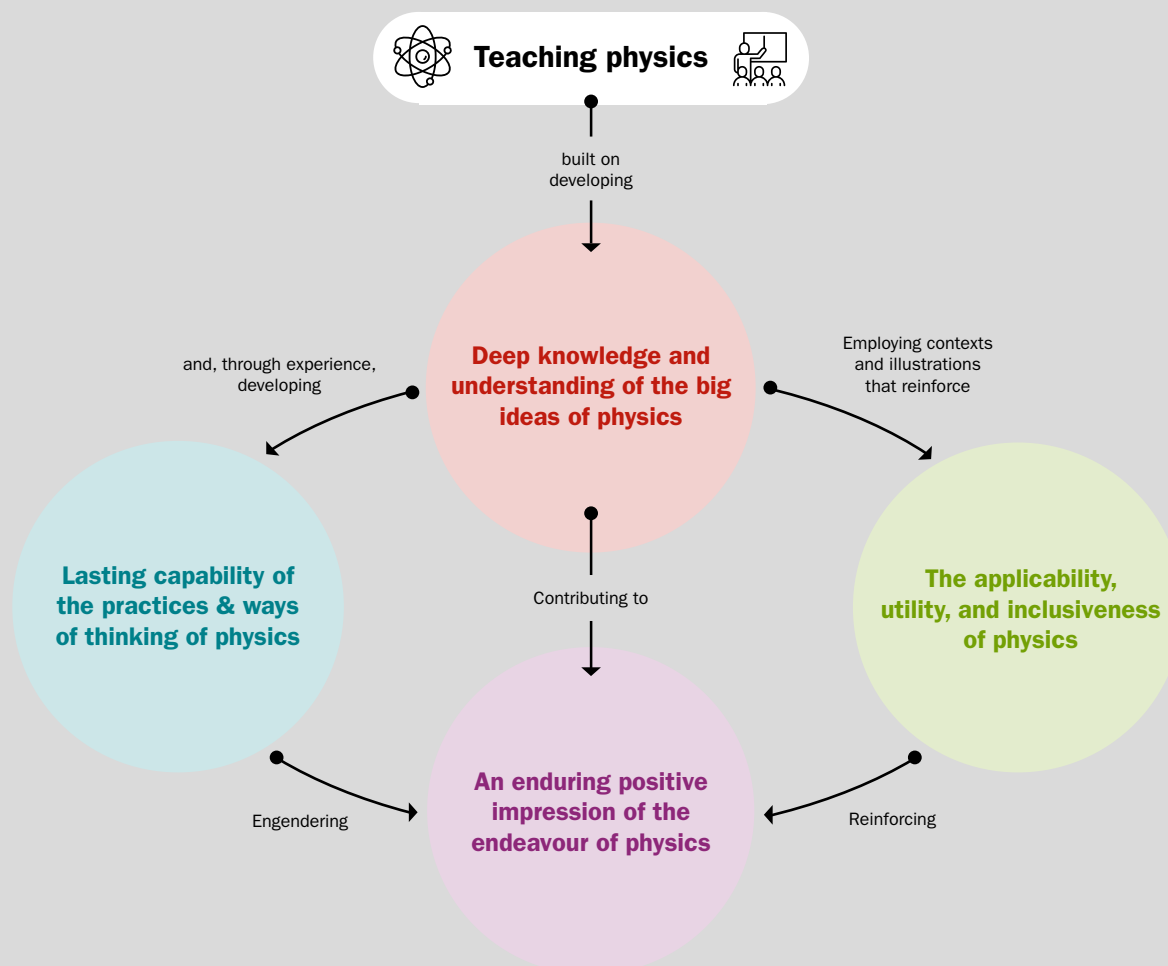 Teaching physics
built on
developing
Deep knowledge and
understanding of the big
ideas of physics
and, through experience,
developing
Employing contexts
and illustrations
that reinforce
Lasting capability of
the practices & ways
of thinking of physics
Contributing to
The applicability,
utility, and inclusiveness
of physics
An enduring positive
impression of the
endeavour of physics
Engendering
Reinforcing